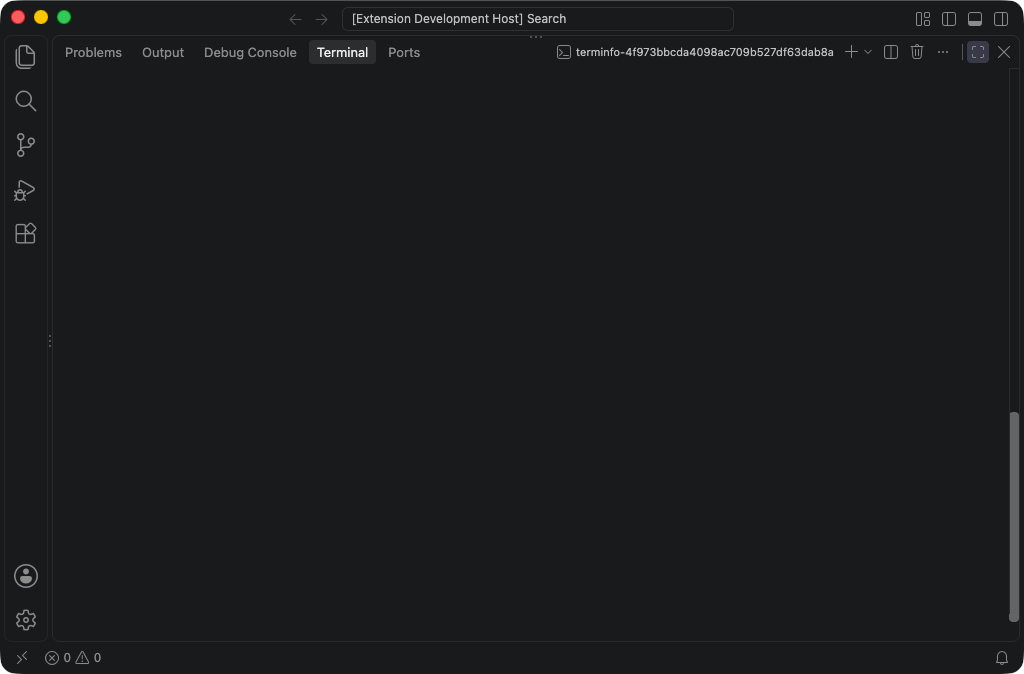 [Extension Development Host] Search
Problems Output Debug Console Terminal Ports terminfo-4f973bbcda4098ac709b527df63dab8a
0 0